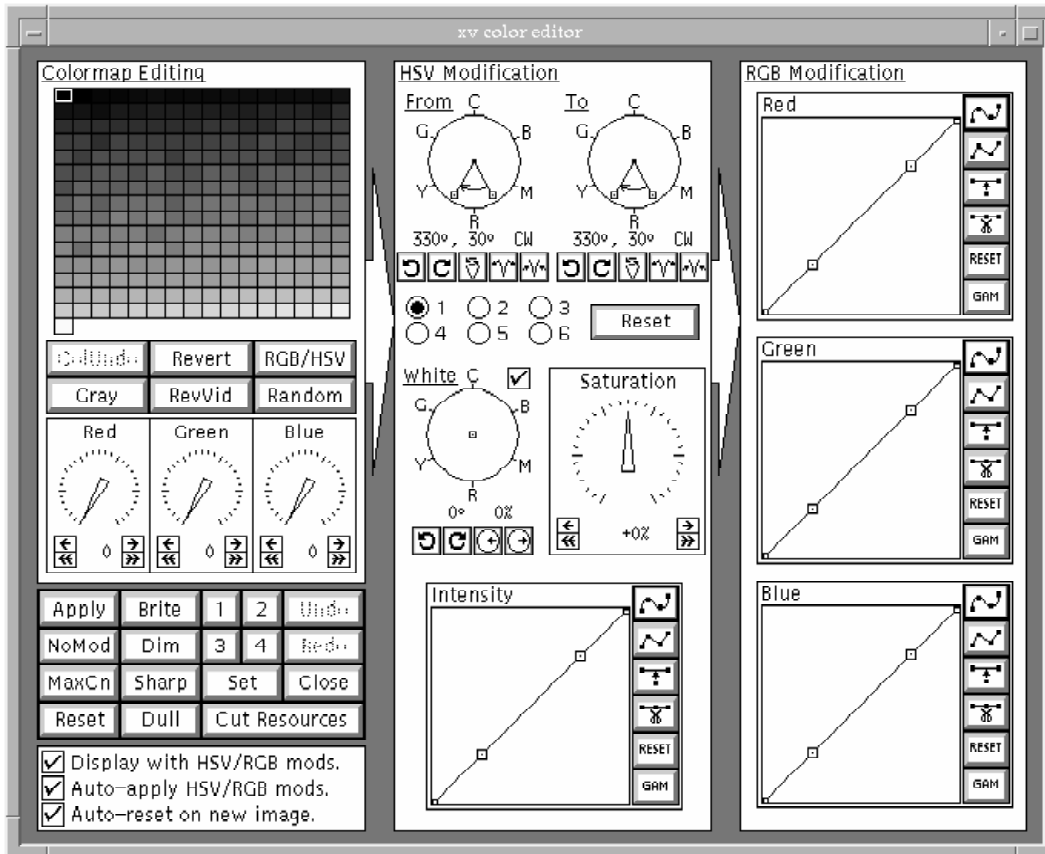 xv color editor
Colormap Editing
ColUndo Revert RGB/HSV
Gray RevVid Random
Red Green Blue
0 0 0
Apply Brite 1 2 Undo
NoMod Dim 3 4 Redo
MaxCn Sharp Set Close
Reset Dull Cut Resources
Display with HSV/RGB mods.
Auto-apply HSV/RGB mods.
Auto-reset on new image.
HSV Modification
From C To C
G B G B
Y M Y M
R R
330°, 30° CW 330°, 30° CW
1 2 3
4 5 6
Reset
White C
G B
Y M
R
0° 0%
Saturation
+0%
Intensity
RESET
GAM
RGB Modification
Red
RESET
GAM
Green
RESET
GAM
Blue
RESET
GAM